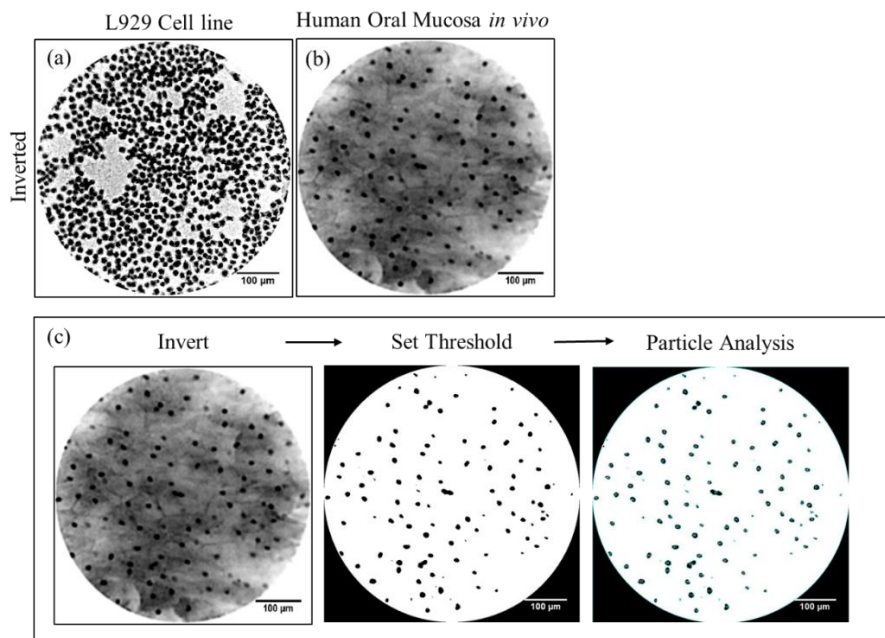 L929 Cell line
Human Oral Mucosa in vivo
Inverted
(a)
100 µm
(b)
100 µm
(c)
Invert
Set Threshold
Particle Analysis
100 µm
100 µm
100 µm